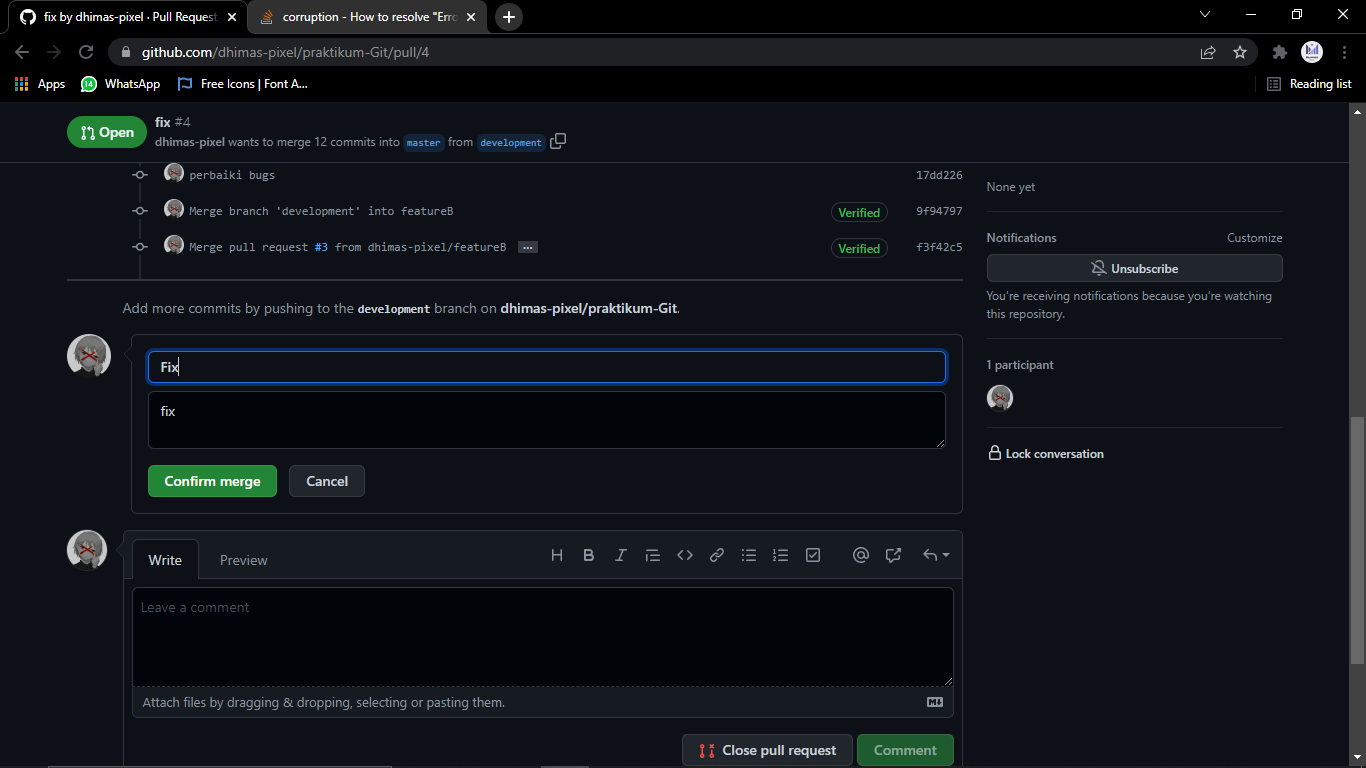 fix by dhimas-pixel · Pull Request
corruption - How to resolve "Erro
github.com/dhimas-pixel/praktikum-Git/pull/4
Apps
14
WhatsApp
Free Icons | Font A...
Reading list
Open
fix #4
dhimas-pixel wants to merge 12 commits into master from development
perbaiki bugs
17dd226
Merge branch 'development' into featureB
Verified
9f94797
Merge pull request #3 from dhimas-pixel/featureB ...
Verified
f3f42c5
Add more commits by pushing to the development branch on dhimas-pixel/praktikum-Git.
Fix
fix
Confirm merge
Cancel
Write
Preview
Leave a comment
Attach files by dragging & dropping, selecting or pasting them.
Close pull request
Comment
None yet
Notifications
Customize
Unsubscribe
You're receiving notifications because you're watching
this repository.
1 participant
Lock conversation